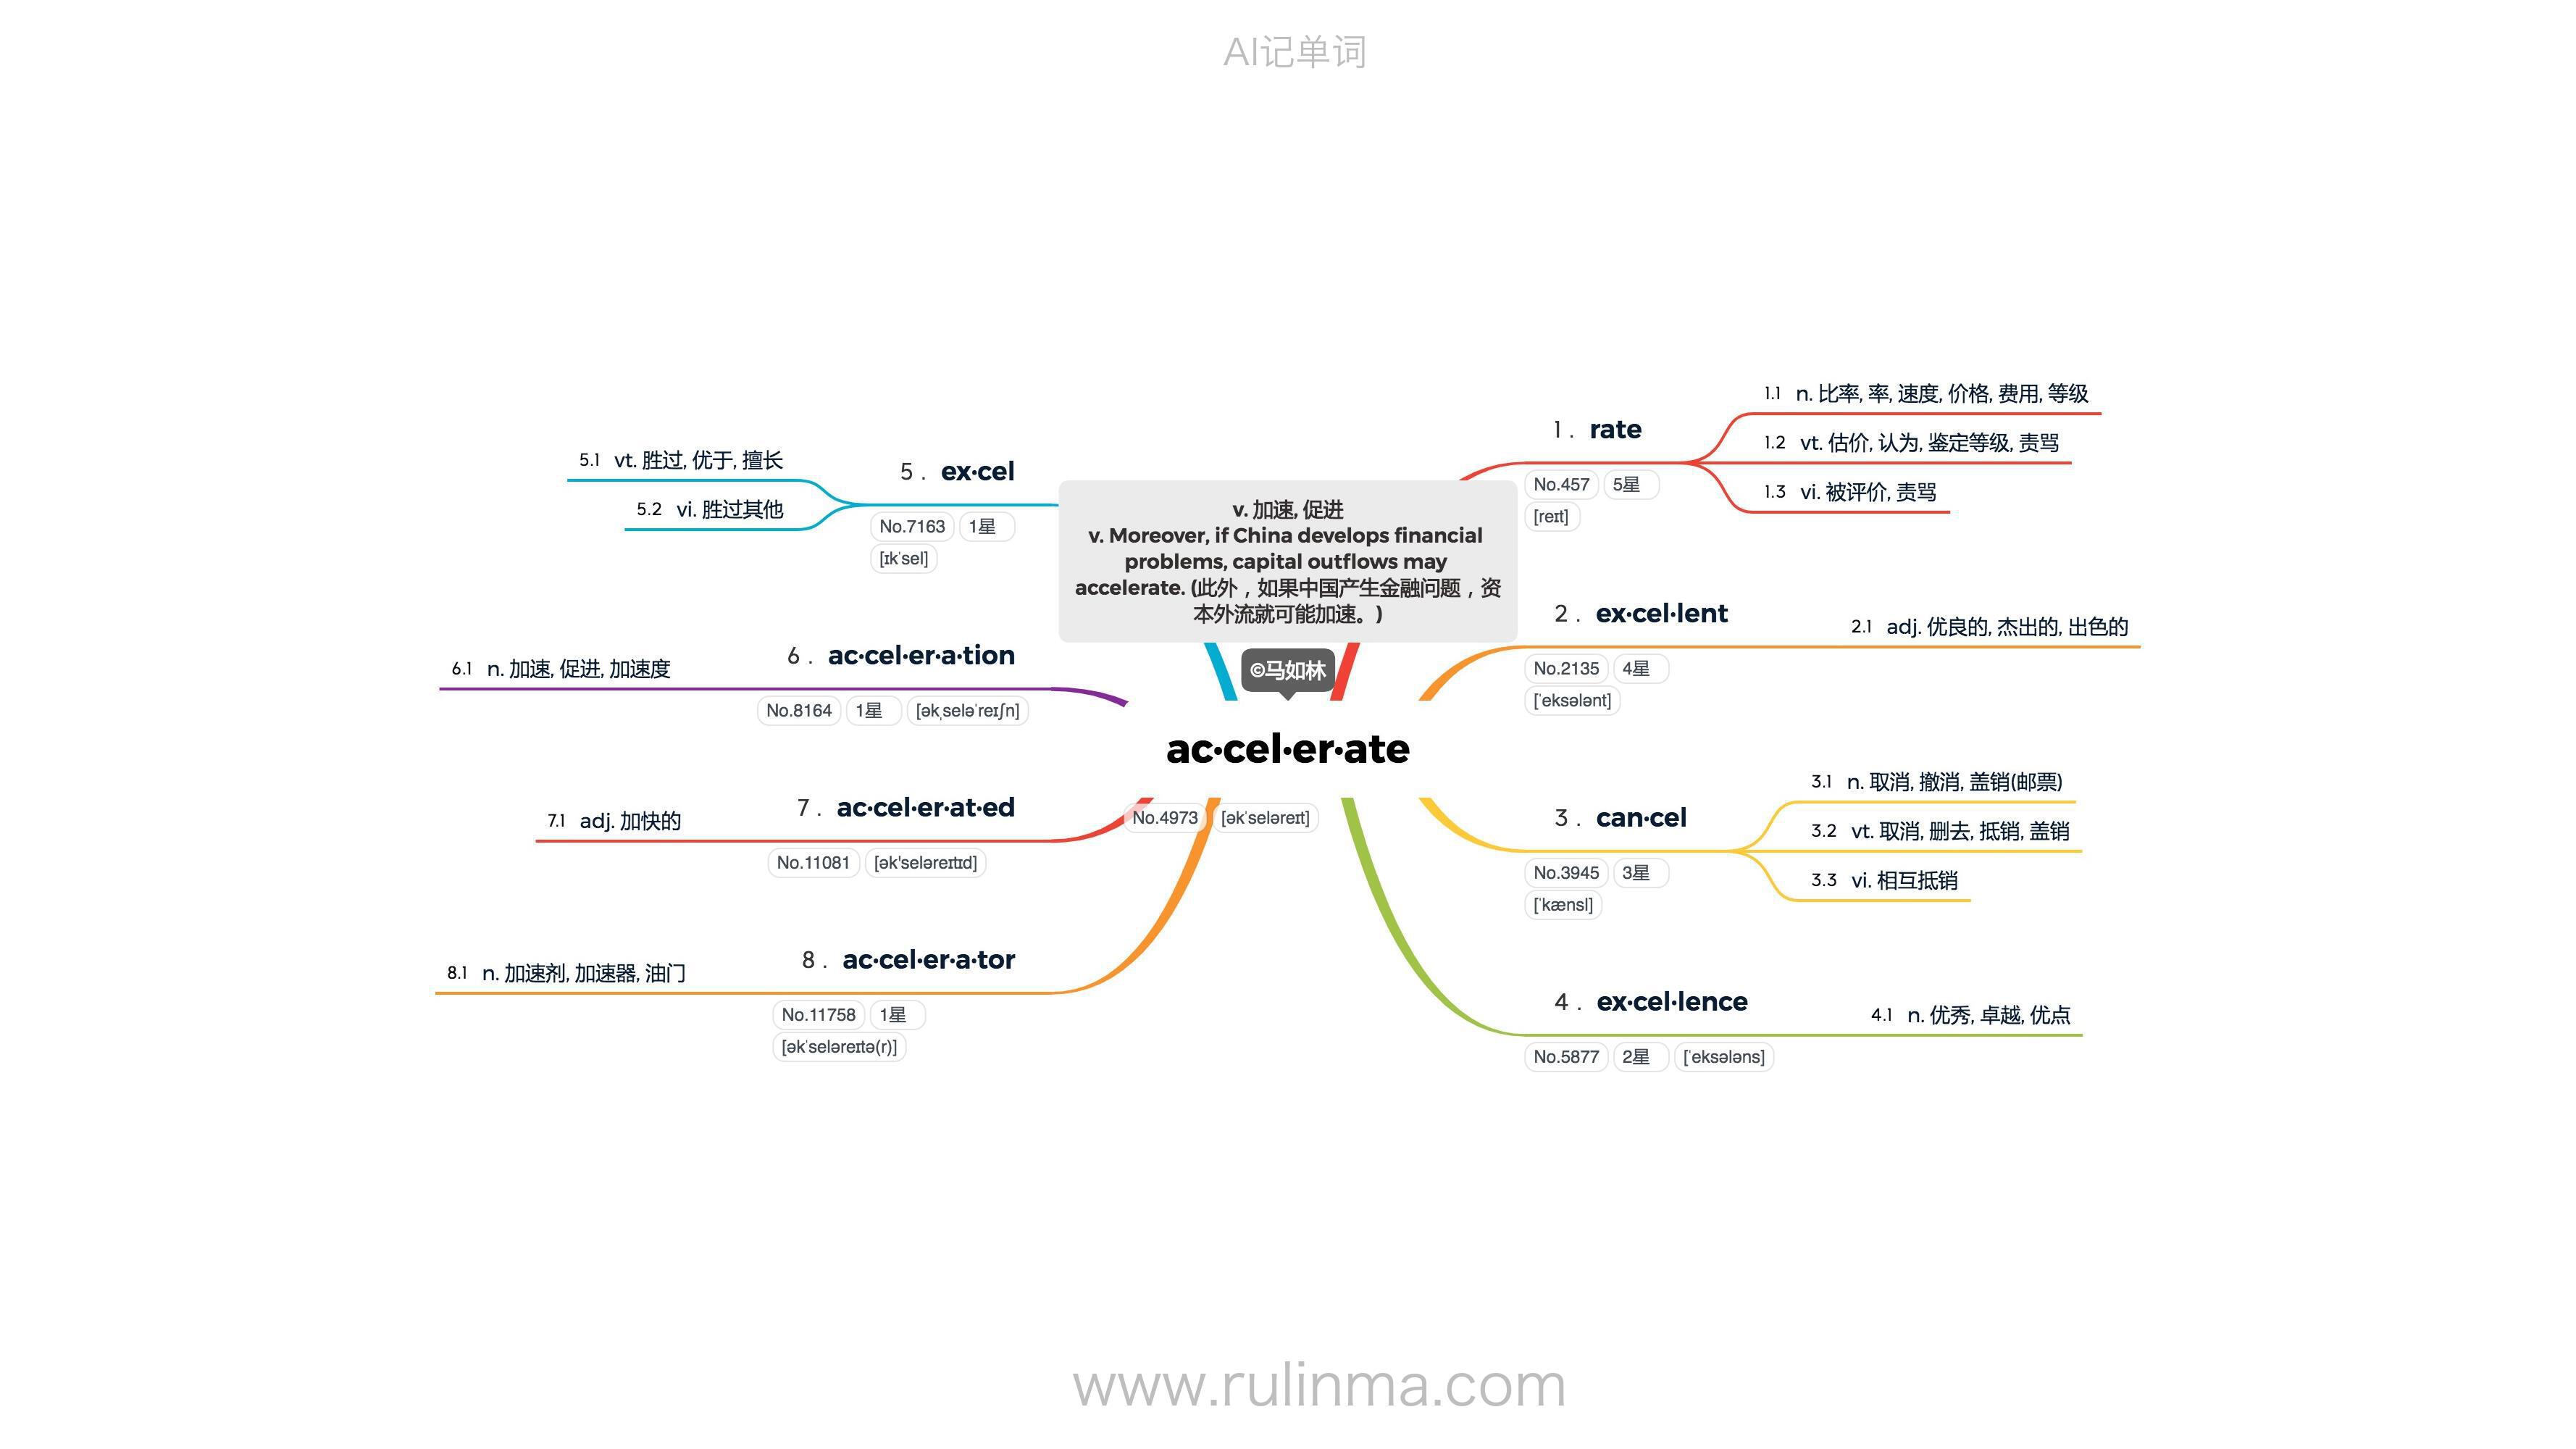 AI记单词
v. 加速, 促进
v. Moreover, if China develops financial
problems, capital outflows may
accelerate. (此外，如果中国产生金融问题，资
本外流就可能加速。)
©马如林
ac·cel·er·ate
No.4973 [əkˈseləreɪt]
1 . rate
No.457 5星
[reɪt]
1.1 n. 比率, 率, 速度, 价格, 费用, 等级
1.2 vt. 估价, 认为, 鉴定等级, 责骂
1.3 vi. 被评价, 责骂
2 . ex·cel·lent
No.2135 4星
[ˈeksələnt]
2.1 adj. 优良的, 杰出的, 出色的
3 . can·cel
No.3945 3星
[ˈkænsl]
3.1 n. 取消, 撤消, 盖销(邮票)
3.2 vt. 取消, 删去, 抵销, 盖销
3.3 vi. 相互抵销
4 . ex·cel·lence
No.5877 2星 [ˈeksələns]
4.1 n. 优秀, 卓越, 优点
5 . ex·cel
No.7163 1星
[ɪkˈsel]
5.1 vt. 胜过, 优于, 擅长
5.2 vi. 胜过其他
6 . ac·cel·er·a·tion
No.8164 1星 [əkˌseləˈreɪʃn]
6.1 n. 加速, 促进, 加速度
7 . ac·cel·er·at·ed
No.11081 [ək'seləreɪtɪd]
7.1 adj. 加快的
8 . ac·cel·er·a·tor
No.11758 1星
[əkˈseləreɪtə(r)]
8.1 n. 加速剂, 加速器, 油门
www.rulinma.com